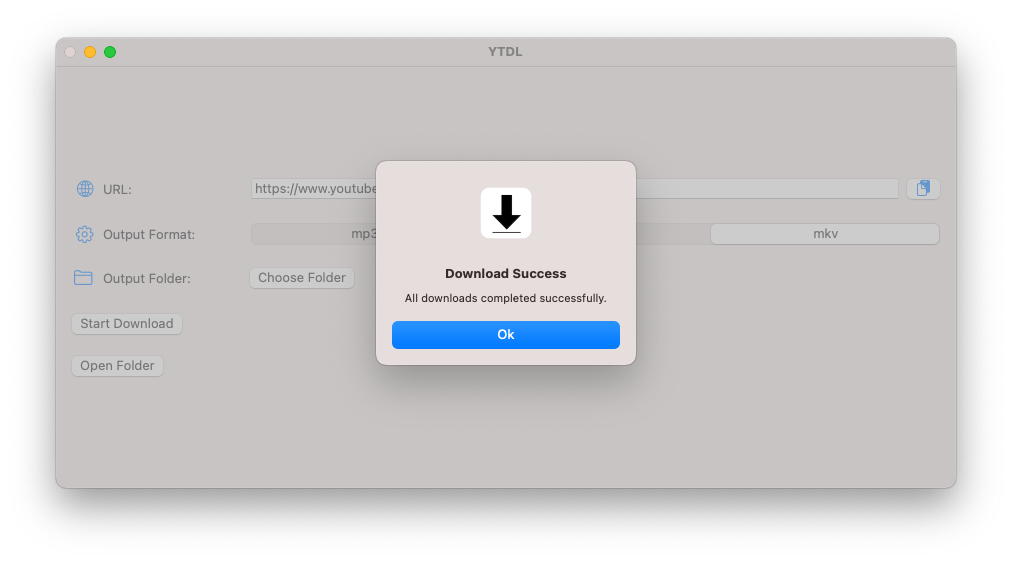 YTDL
URL:
https://www.youtube
Output Format:
mp3
mkv
Output Folder:
Choose Folder
Start Download
Open Folder
Download Success
All downloads completed successfully.
Ok